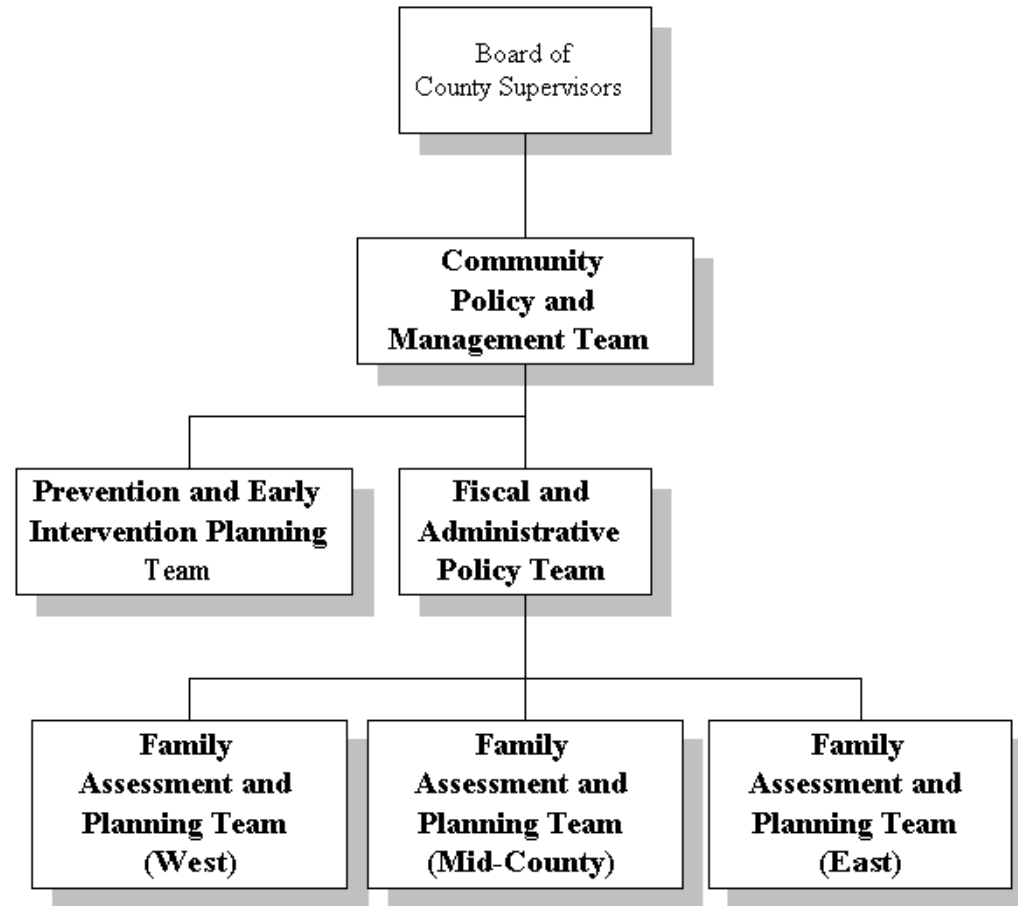 Board of
County Supervisors
Community
Policy and
Management Team
Prevention and Early
Intervention Planning
Team
Fiscal and
Administrative
Policy Team
Family
Assessment and
Planning Team
(West)
Family
Assessment and
Planning Team
(Mid-County)
Family
Assessment and
Planning Team
(East)